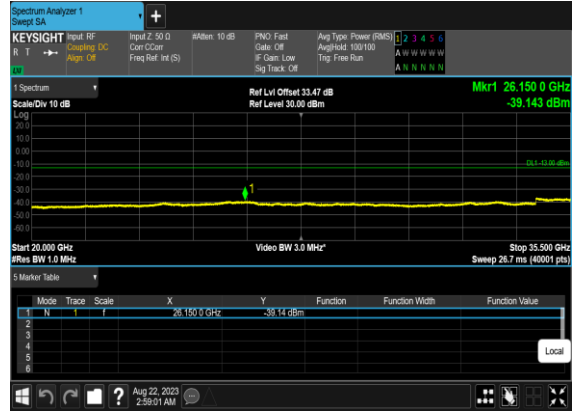 Spectrum Analyzer 1
Swept SA
KEYSIGHT
R T
LW
Input: RF
Coupling: DC
Align: Off
Input Z: 50 Ω
Corr CCorr
Freq Ref: Int (S)
#Atten: 10 dB
PNO: Fast
Gate: Off
IF Gain: Low
Sig Track: Off
Avg Type: Power (RMS)
Avg|Hold: 100/100
Trig: Free Run
1 2 3 4 5 6
A W W W W W
A N N N N N
1 Spectrum
Scale/Div 10 dB
Ref Lvl Offset 33.47 dB
Ref Level 30.00 dBm
Mkr1 26.150 0 GHz
-39.143 dBm
Log
20.0
10.0
0.00
-10.0
-20.0
-30.0
-40.0
-50.0
-60.0
DL1 -13.00 dBm
1
Start 20.000 GHz
#Res BW 1.0 MHz
Video BW 3.0 MHz*
Stop 35.500 GHz
Sweep 26.7 ms (40001 pts)
5 Marker Table
Mode Trace Scale X Y Function Function Width Function Value
1 N 1 f 26.150 0 GHz -39.14 dBm
2
3
4
5
6
Local
?
Aug 22, 2023
2:59:01 AM